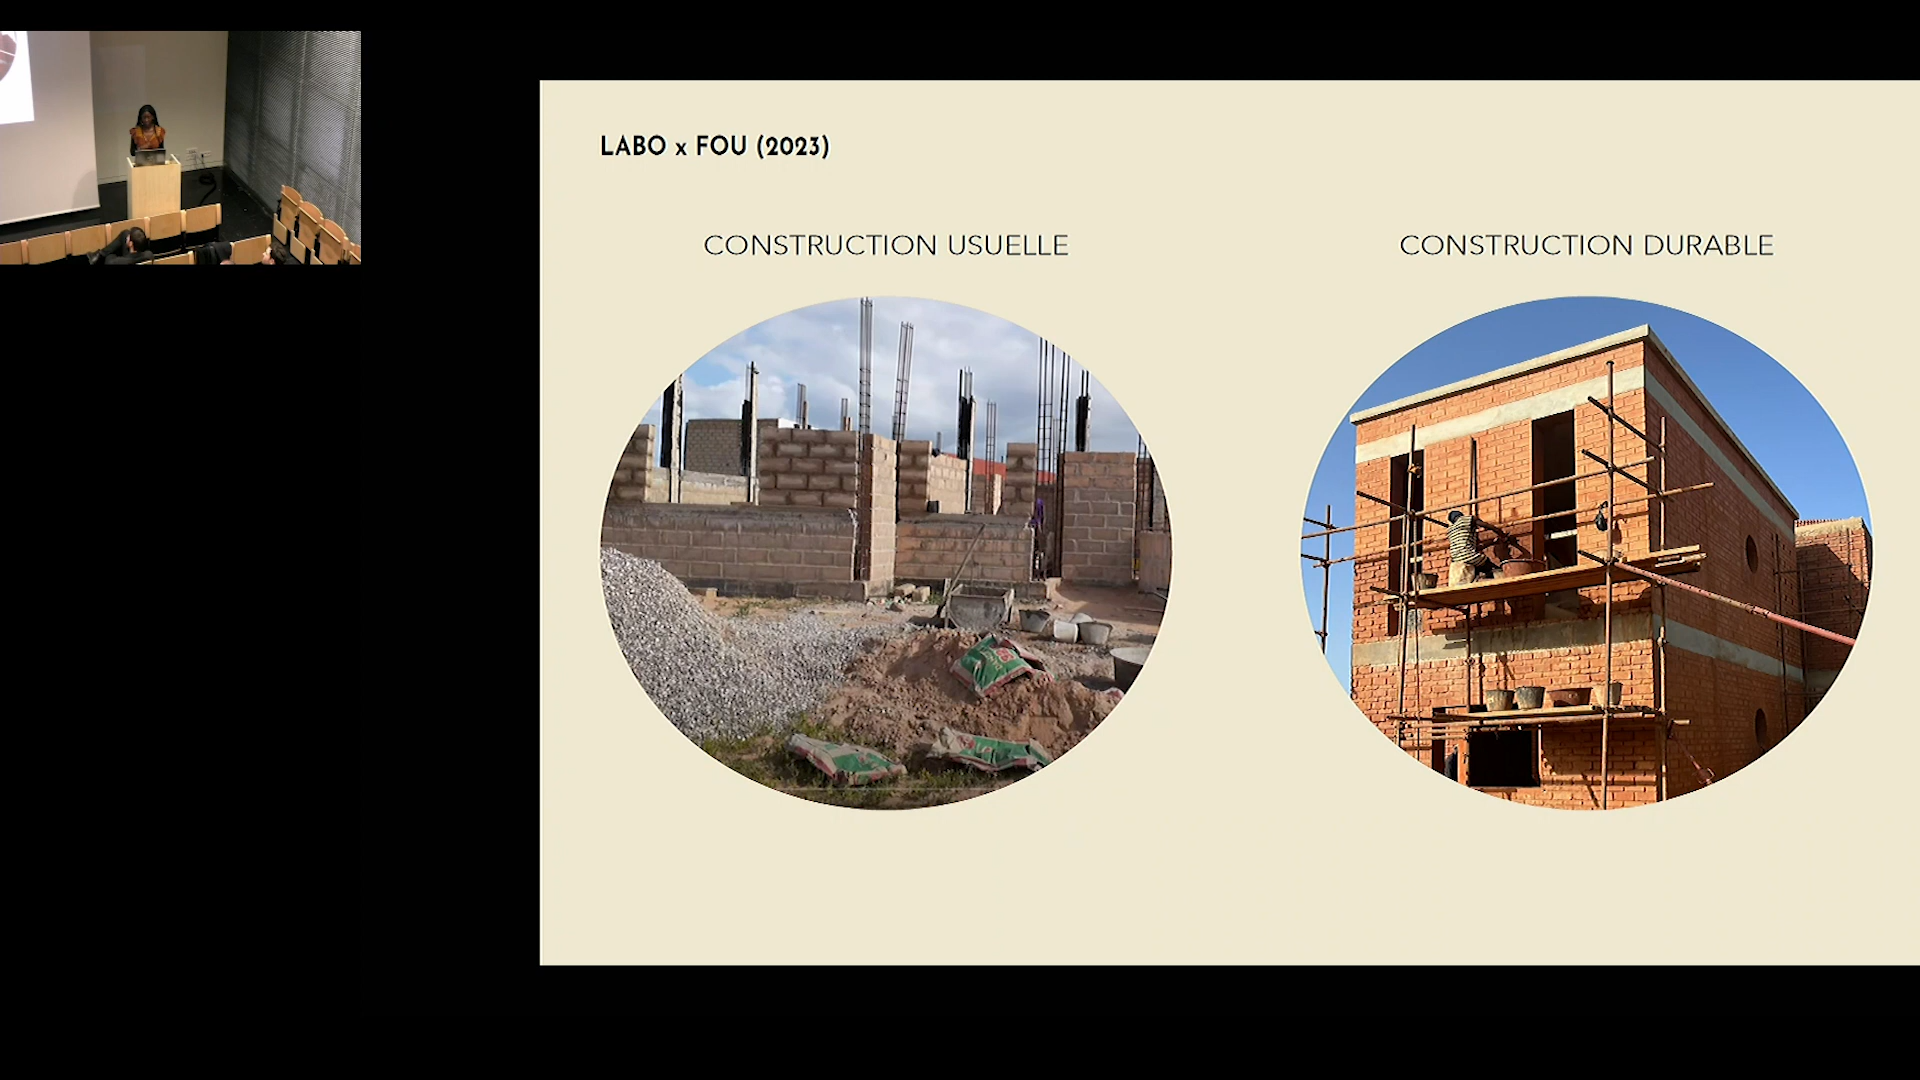 LABO x FOU (2023)
CONSTRUCTION USUELLE
CONSTRUCTION DURABLE